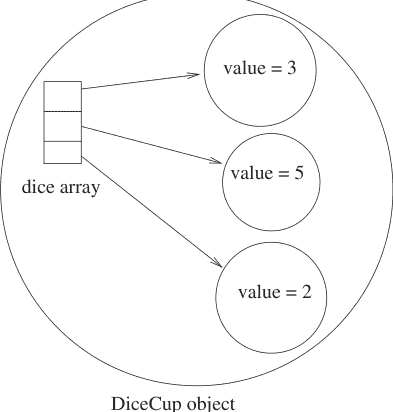 value = 3
value = 5
dice array
value = 2
DiceCup object